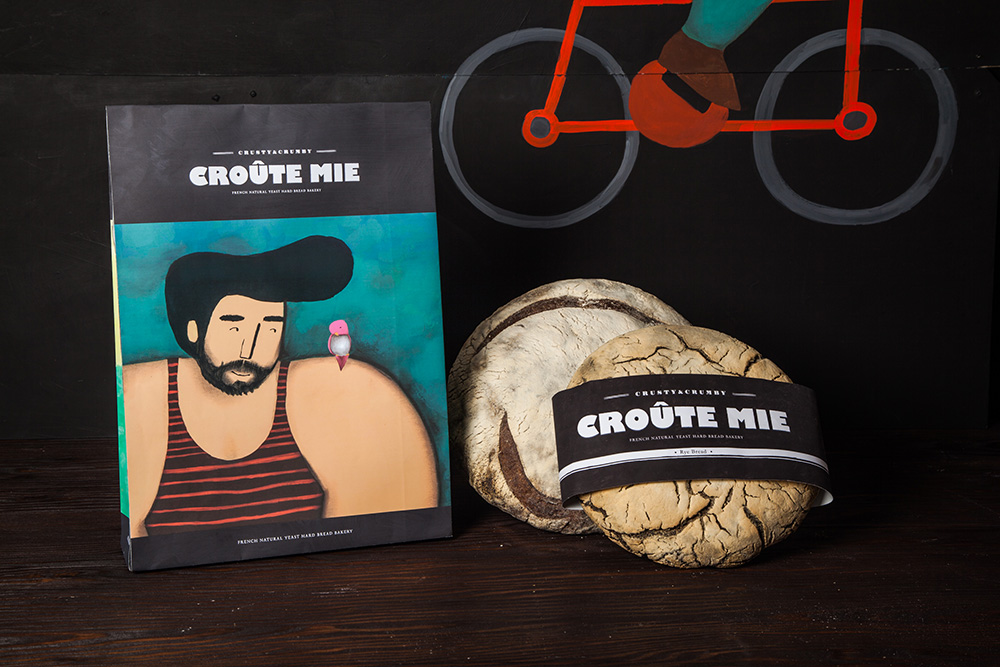 CRUSTY&CRUMBY
CROÛTE MIE
FRENCH NATURAL YEAST HARD BREAD BAKERY
FRENCH NATURAL YEAST HARD BREAD BAKERY
CRUSTY&CRUMBY
CROÛTE MIE
FRENCH NATURAL YEAST HARD BREAD BAKERY
• Rye Bread •